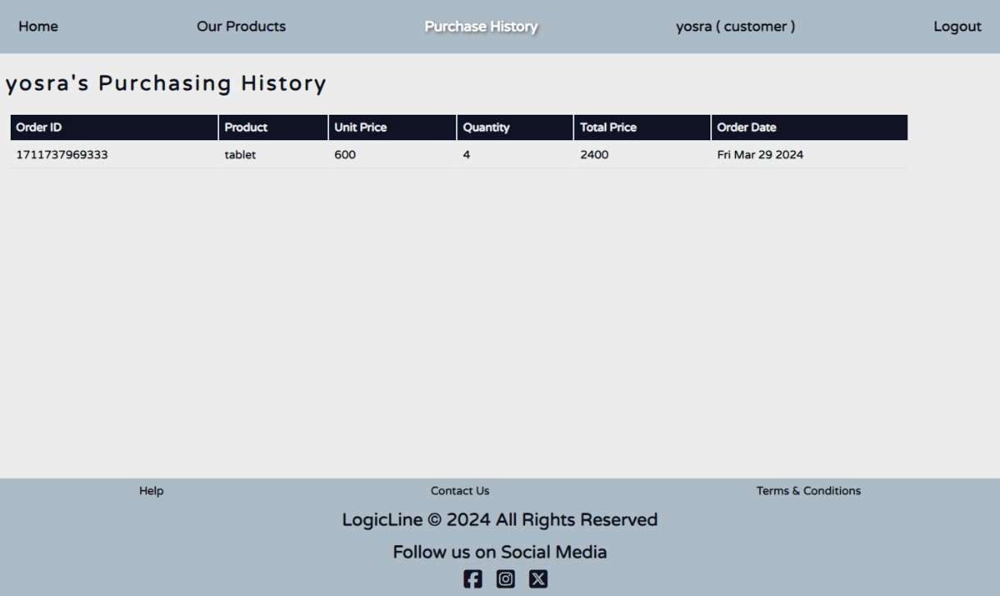 Home Our Products Purchase History yosra ( customer ) Logout
yosra's Purchasing History
Order ID Product Unit Price Quantity Total Price Order Date
1711737969333 tablet 600 4 2400 Fri Mar 29 2024
Help Contact Us Terms & Conditions
LogicLine © 2024 All Rights Reserved
Follow us on Social Media